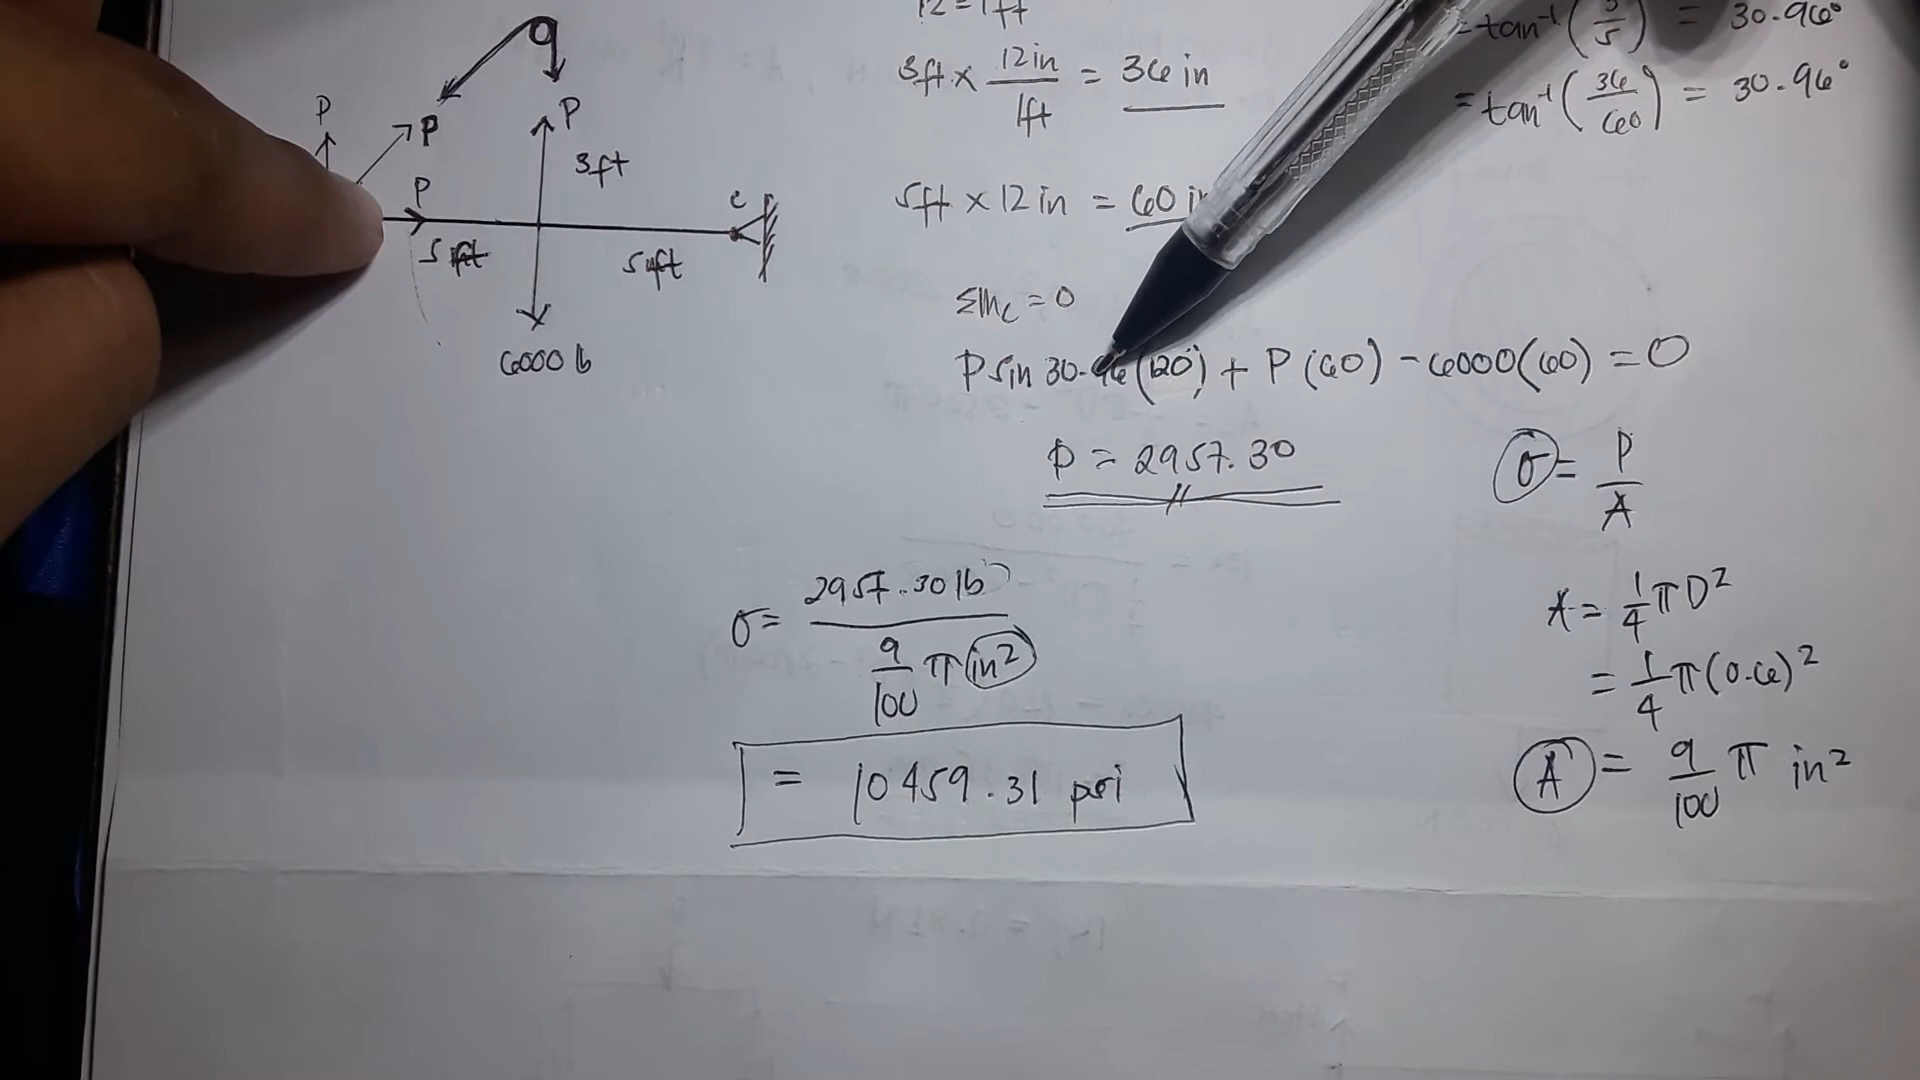 P
P
P
3ft
P
5ft
5ft
C
6000 lb
12 = 1ft
3ft × 12in/1ft = 36 in
5ft × 12 in = 60 in
= tan⁻¹ (3/5) = 30.96°
= tan⁻¹ (36/60) = 30.96°
ΣMc = 0
P sin 30.96 (120) + P (60) - 6000(60) = 0
P = 2957.30
σ = P/A
σ = 2957.30 lb / 9/100 π in²
= 10459.31 psi
A = 1/4 π D²
= 1/4 π (0.6)²
A = 9/100 π in²